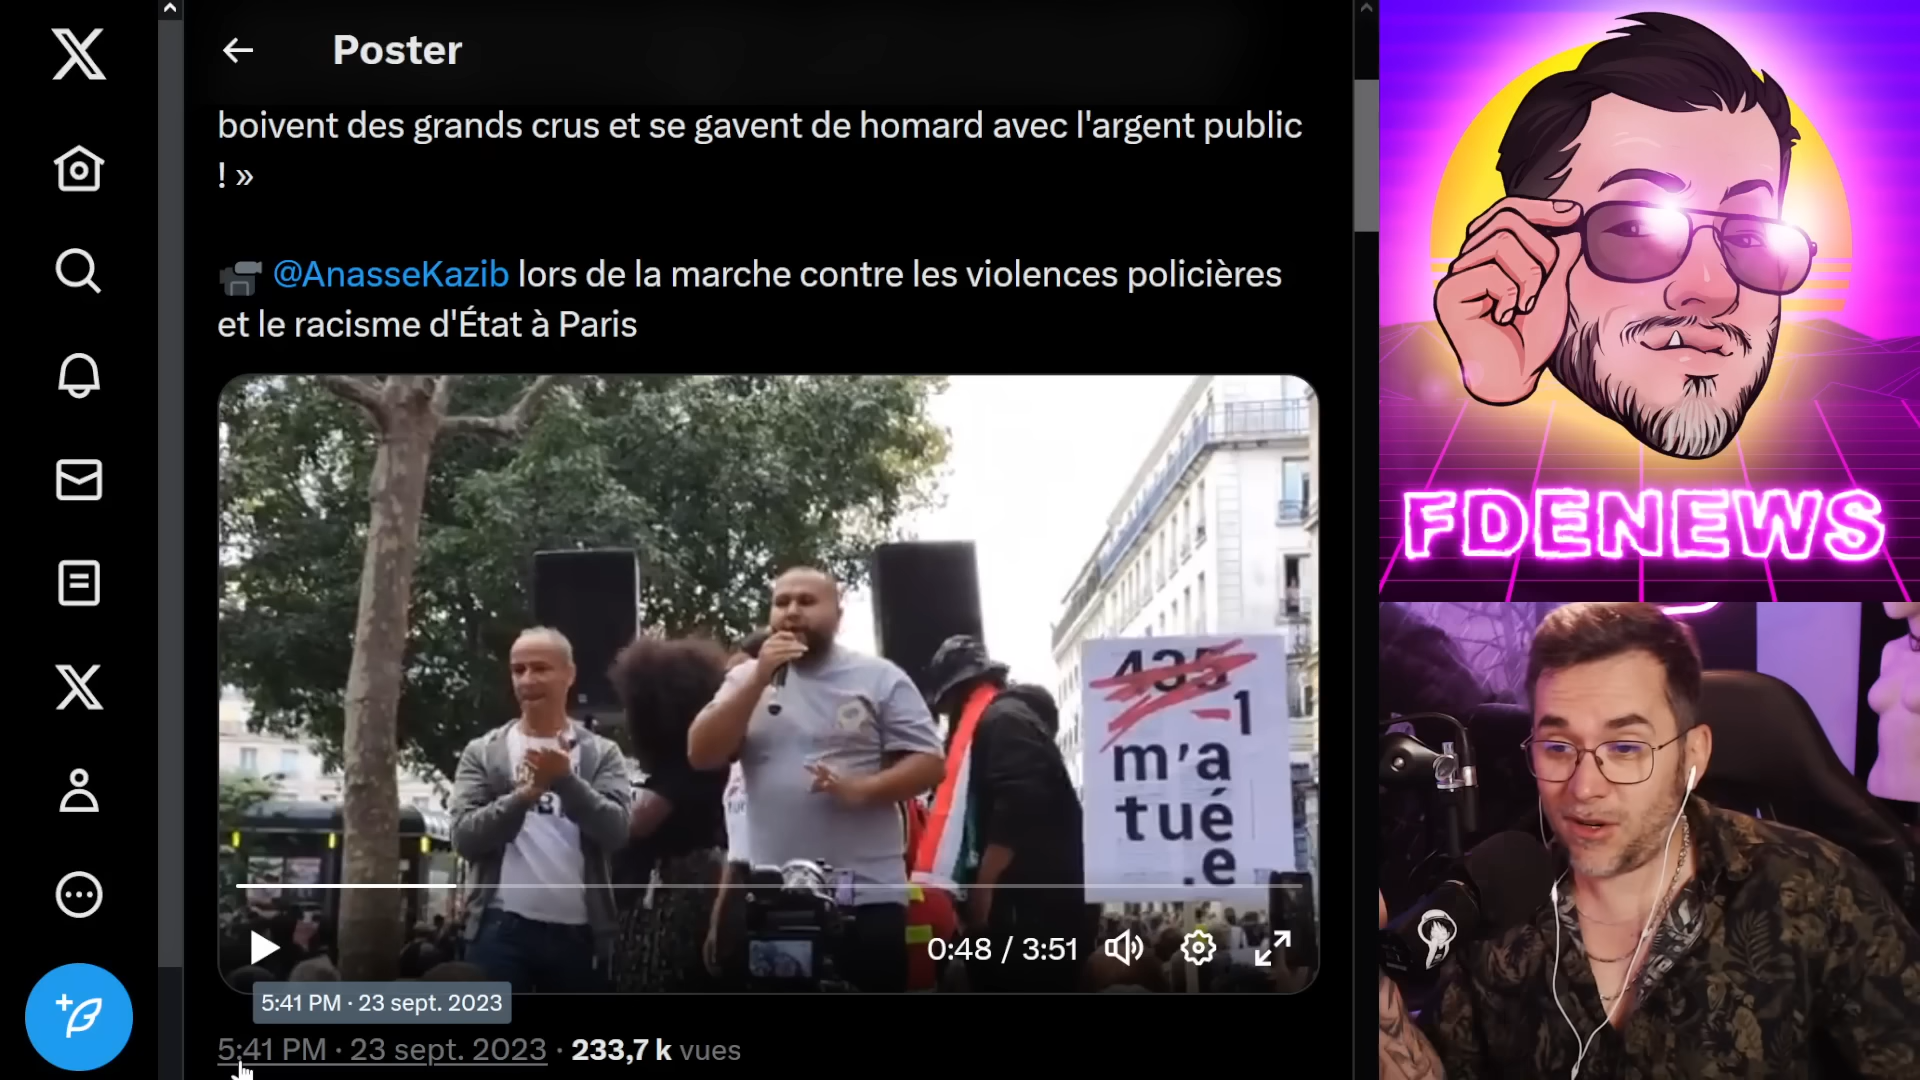 Poster
boivent des grands crus et se gavent de homard avec l'argent public
! »
@AnasseKazib lors de la marche contre les violences policières
et le racisme d'État à Paris
435
-1
m'a
tué
.e
0:48 / 3:51
5:41 PM · 23 sept. 2023
5:41 PM · 23 sept. 2023 · 233,7 k vues
FDENEWS